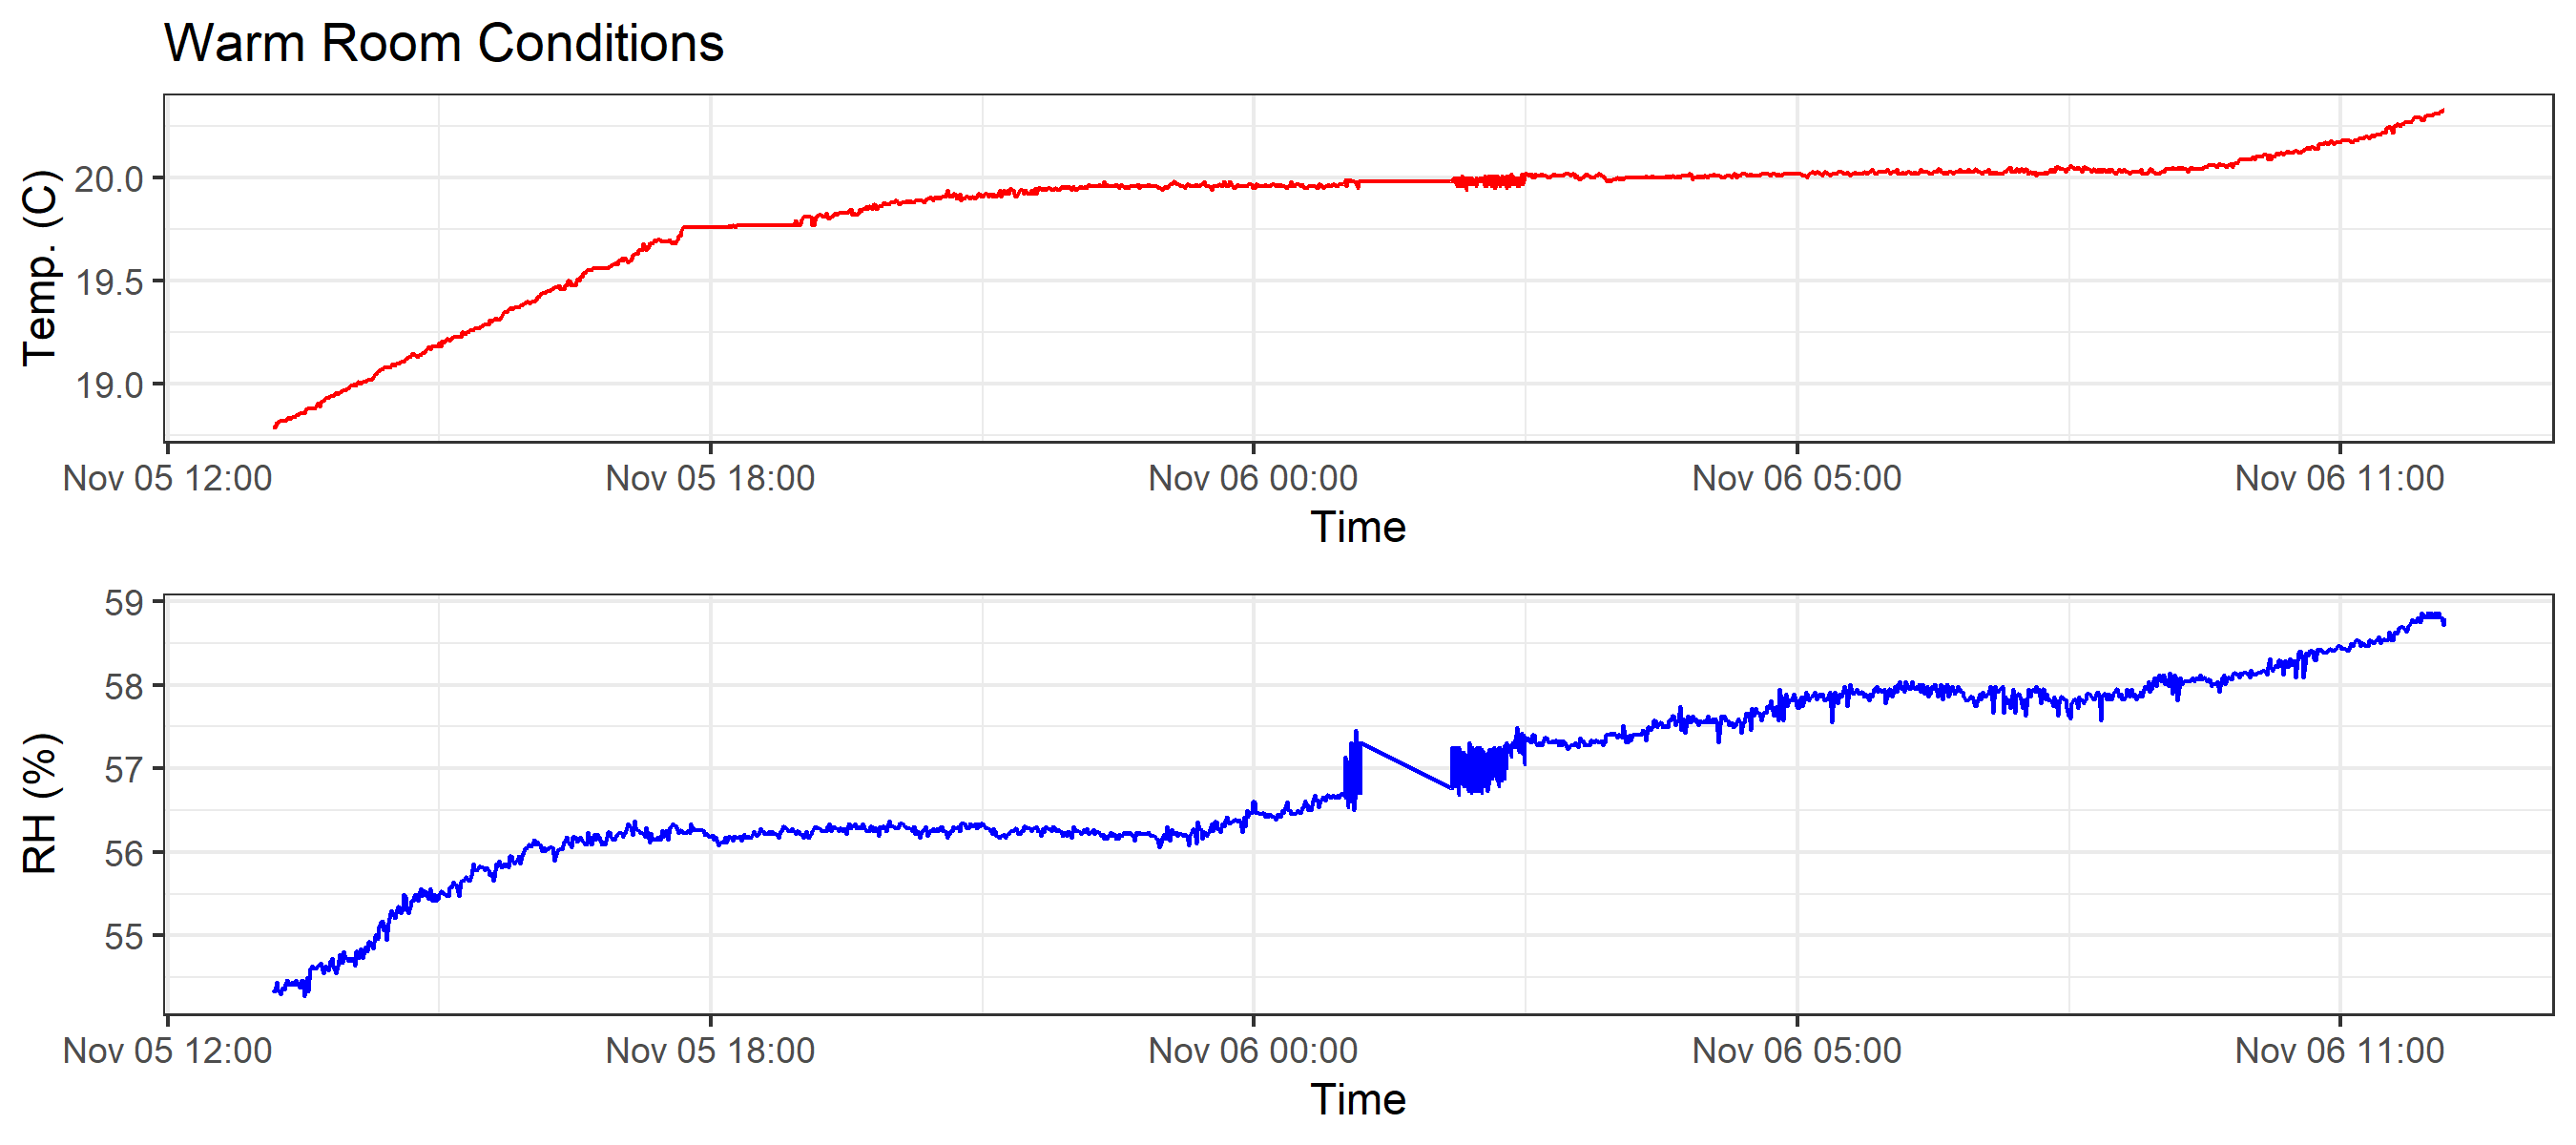 Warm Room Conditions
Temp. (C)
20.0
19.5
19.0
Nov 05 12:00 Nov 05 18:00 Nov 06 00:00 Nov 06 05:00 Nov 06 11:00
Time
RH (%)
59
58
57
56
55
Nov 05 12:00 Nov 05 18:00 Nov 06 00:00 Nov 06 05:00 Nov 06 11:00
Time